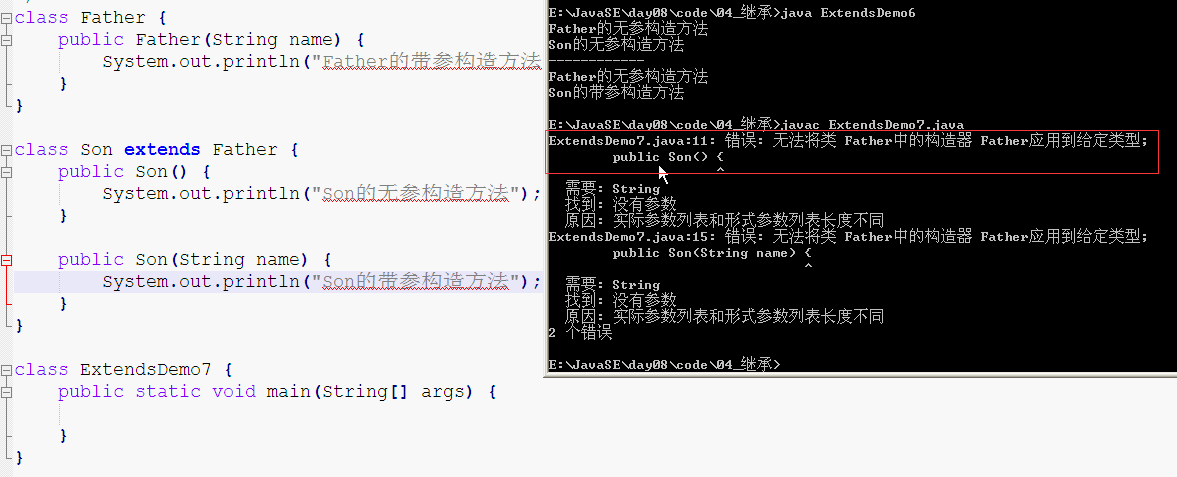 class Father {
public Father(String name) {
System.out.println("Father的带参构造方法
}
}
class Son extends Father {
public Son() {
System.out.println("Son的无参构造方法");
}
public Son(String name) {
System.out.println("Son的带参构造方法");
}
}
class ExtendsDemo7 {
public static void main(String[] args) {
}
}
E:\JavaSE\day08\code\04_继承>java ExtendsDemo6
Father的无参构造方法
Son的无参构造方法
------------
Father的无参构造方法
Son的带参构造方法
E:\JavaSE\day08\code\04_继承>javac ExtendsDemo7.java
ExtendsDemo7.java:11: 错误: 无法将类 Father中的构造器 Father应用到给定类型;
public Son() {
^
需要: String
找到: 没有参数
原因: 实际参数列表和形式参数列表长度不同
ExtendsDemo7.java:15: 错误: 无法将类 Father中的构造器 Father应用到给定类型;
public Son(String name) {
^
需要: String
找到: 没有参数
原因: 实际参数列表和形式参数列表长度不同
2 个错误
E:\JavaSE\day08\code\04_继承>